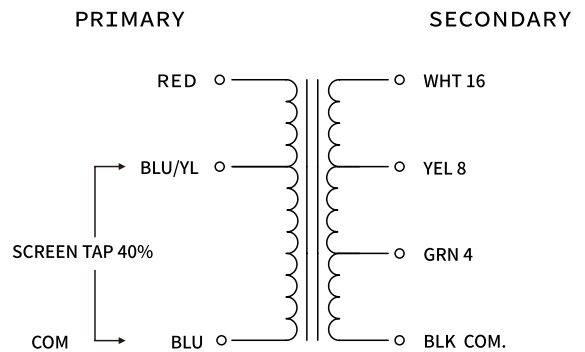 PRIMARY SECONDARY
RED WHT 16
BLU/YL YEL 8
SCREEN TAP 40%
GRN 4
COM BLU BLK COM.